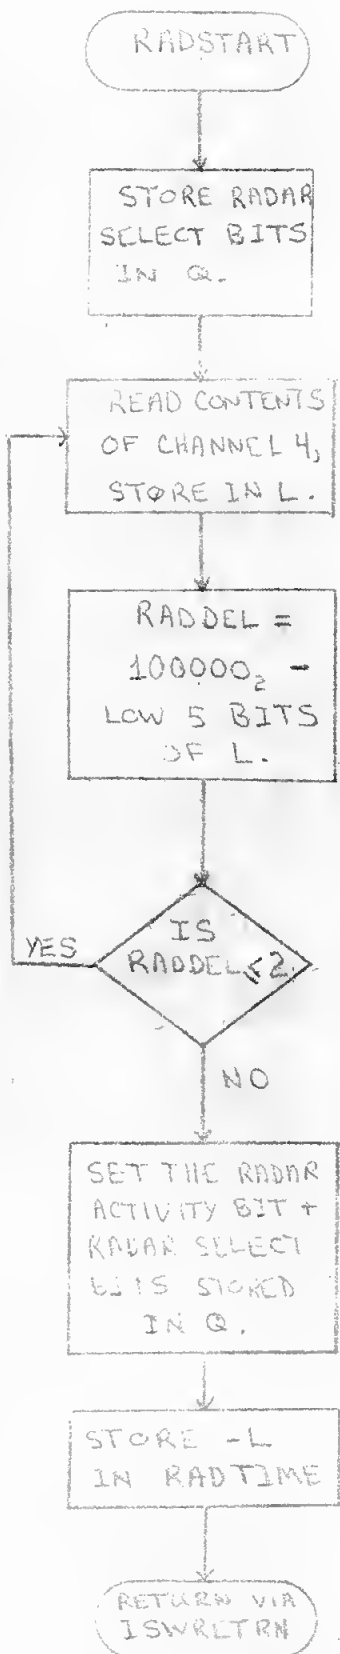 RADSTART
STORE RADAR
SELECT BITS
IN Q.
READ CONTENTS
OF CHANNEL 4,
STØRE IN L.
RADDEL =
100000₂ -
LOW 5 BITS
OF L.
IS
RADDEL ≤ 2
YES
NO
SET THE RADAR
ACTIVITY BIT +
RADAR SELECT
BITS STORED
IN Q.
STORE -L
IN RADTIME
RETURN VIA
ISWRETRN